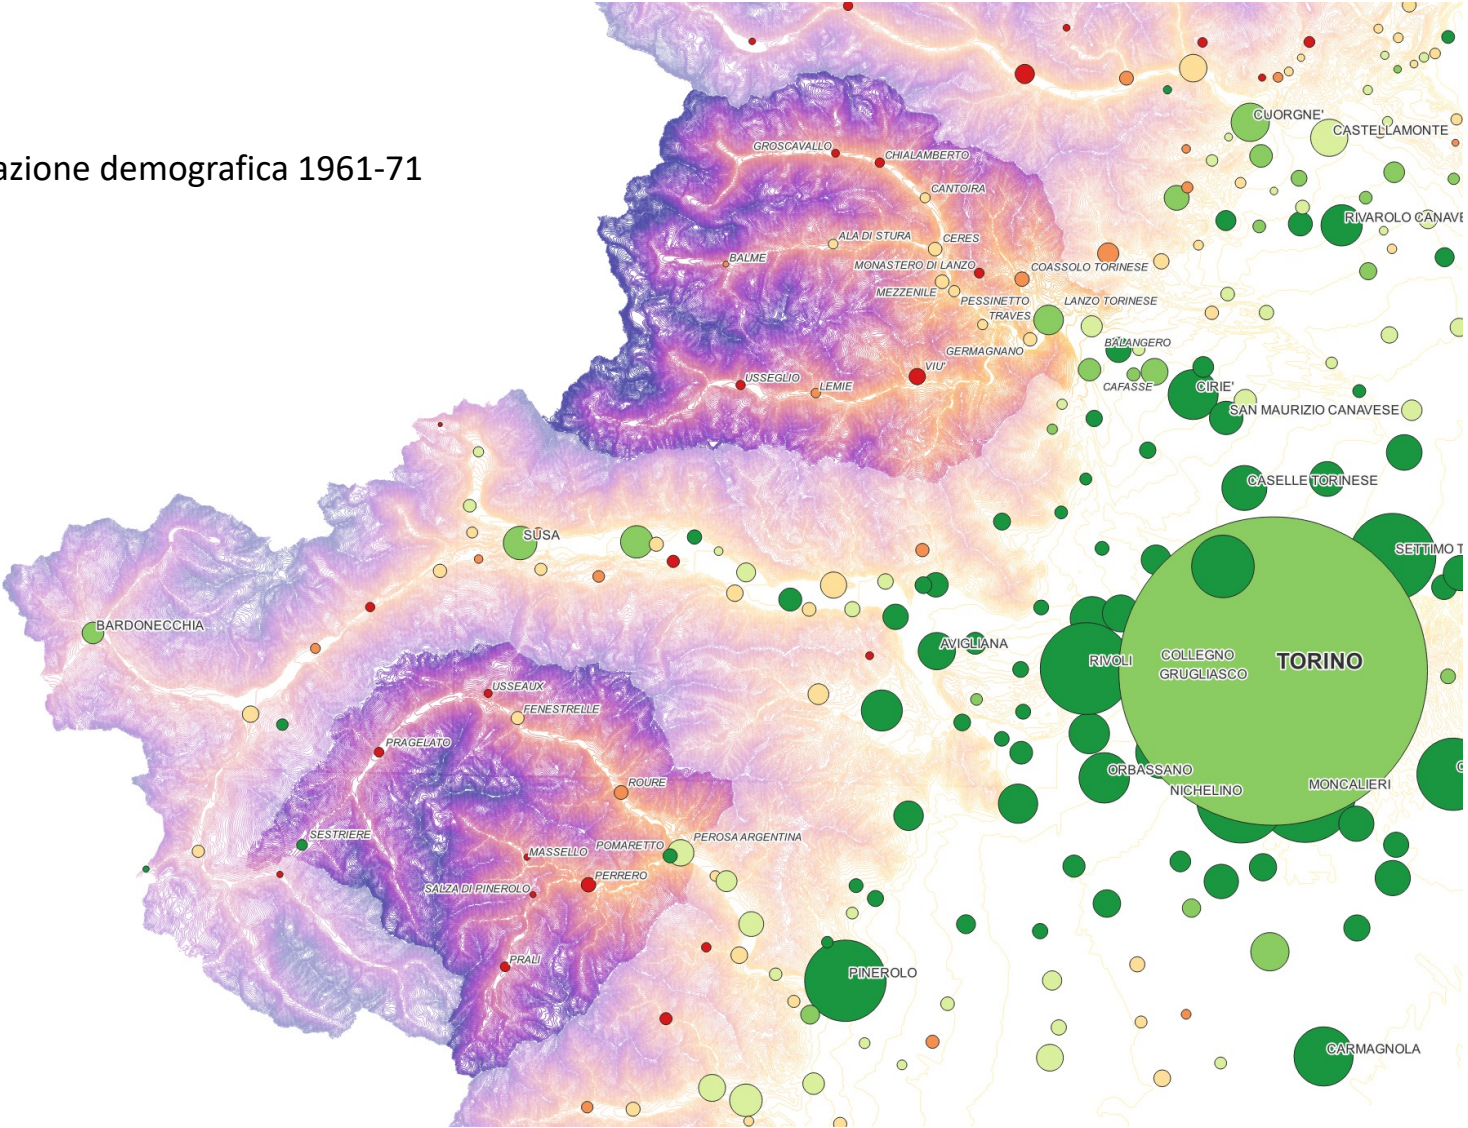 azione demografica 1961-71
CUORGNE'
CASTELLAMONTE
GROSCAVALLO
CHIALAMBERTO
CANTOIRA
RIVAROLO CANAVE
ALA DI STURA
CERES
BALME
MONASTERO DI LANZO
COASSOLO TORINESE
MEZZENILE
PESSINETTO
LANZO TORINESE
TRAVES
GERMAGNANO
BALANGERO
VIU'
USSEGLIO
LEMIE
CAFASSE
CIRIE'
SAN MAURIZIO CANAVESE
CASELLE TORINESE
SUSA
SETTIMO T
BARDONECCHIA
AVIGLIANA
RIVOLI
COLLEGNO
GRUGLIASCO
TORINO
USSEAUX
FENESTRELLE
PRAGELATO
ROURE
ORBASSANO
NICHELINO
MONCALIERI
SESTRIERE
MASSELLO
POMARETTO
PEROSA ARGENTINA
PERRERO
SALZA DI PINEROLO
PRALI
PINEROLO
CARMAGNOLA